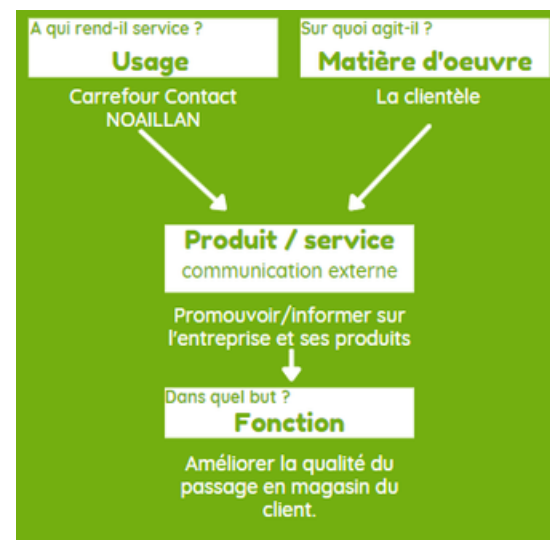 A qui rend-il service ?
Usage
Carrefour Contact
NOAILLAN
Sur quoi agit-il ?
Matière d'oeuvre
La clientèle
Produit / service
communication externe
Promouvoir/informer sur
l'entreprise et ses produits
Dans quel but ?
Fonction
Améliorer la qualité du
passage en magasin du
client.